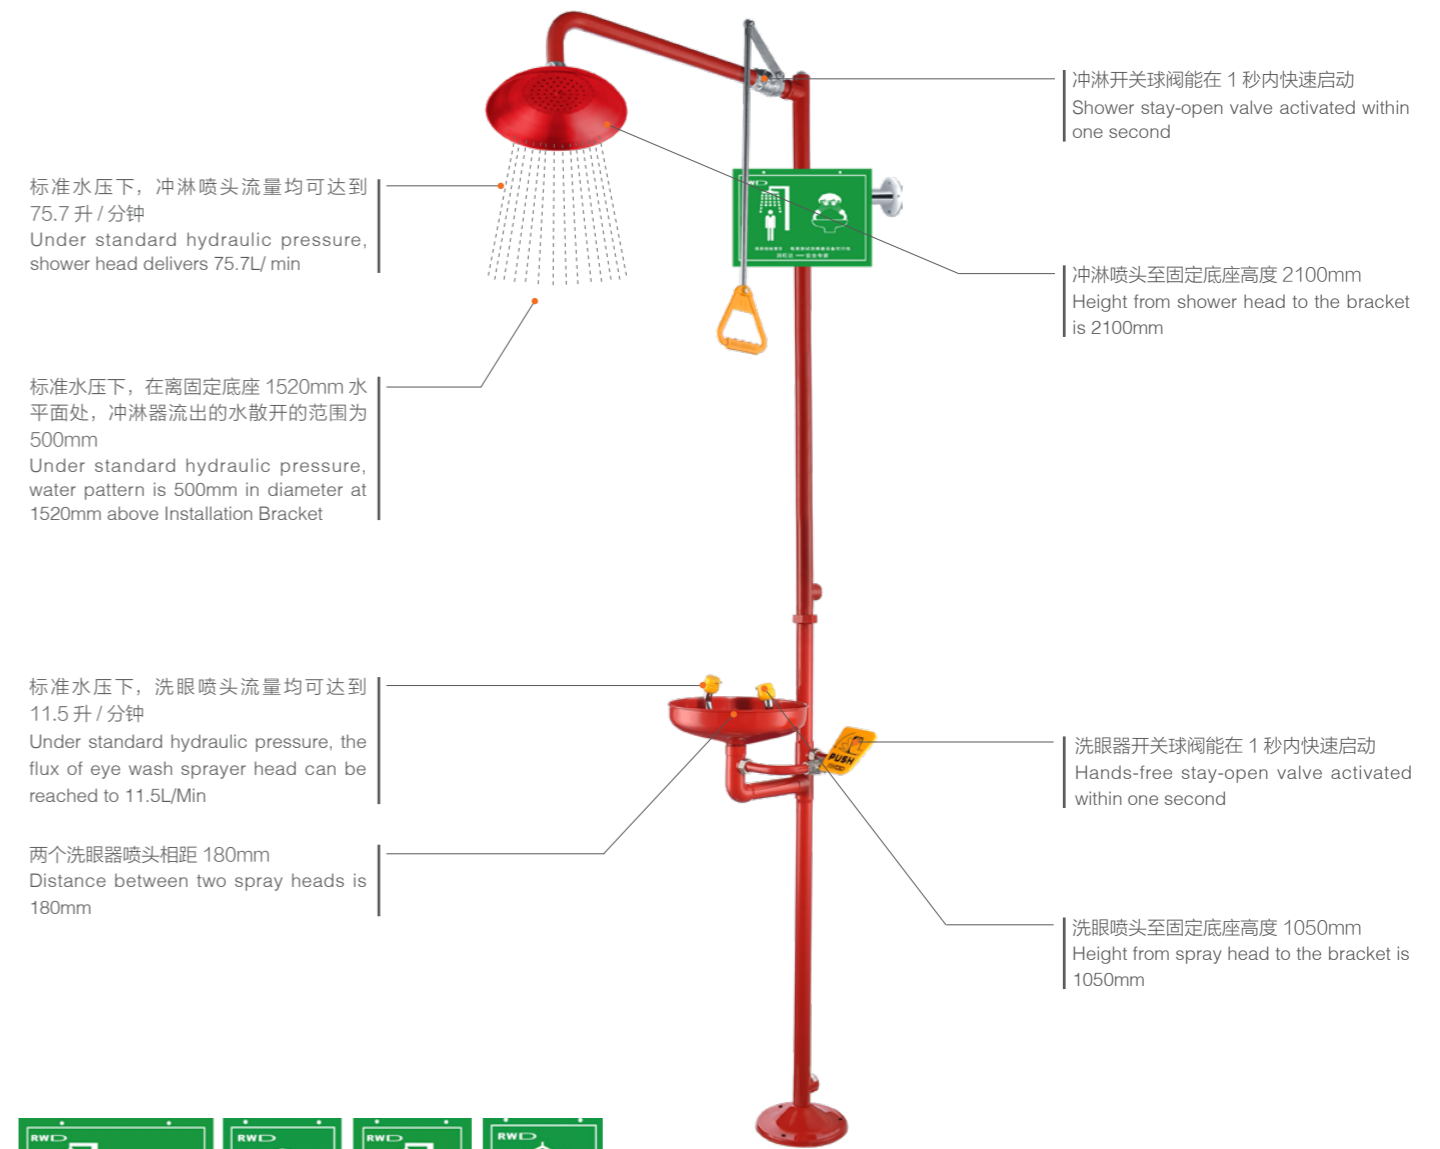 标准水压下，冲淋喷头流量均可达到
75.7 升 / 分钟
Under standard hydraulic pressure,
shower head delivers 75.7L/ min
标准水压下，在离固定底座 1520mm 水
平面处，冲淋器流出的水散开的范围为
500mm
Under standard hydraulic pressure,
water pattern is 500mm in diameter at
1520mm above Installation Bracket
标准水压下，洗眼喷头流量均可达到
11.5 升 / 分钟
Under standard hydraulic pressure, the
flux of eye wash sprayer head can be
reached to 11.5L/Min
两个洗眼器喷头相距 180mm
Distance between two spray heads is
180mm
冲淋开关球阀能在 1 秒内快速启动
Shower stay-open valve activated within
one second
冲淋喷头至固定底座高度 2100mm
Height from shower head to the bracket
is 2100mm
洗眼器开关球阀能在 1 秒内快速启动
Hands-free stay-open valve activated
within one second
洗眼喷头至固定底座高度 1050mm
Height from spray head to the bracket is
1050mm
RWD
PUSH
RWD
RWD
RWD
RWD